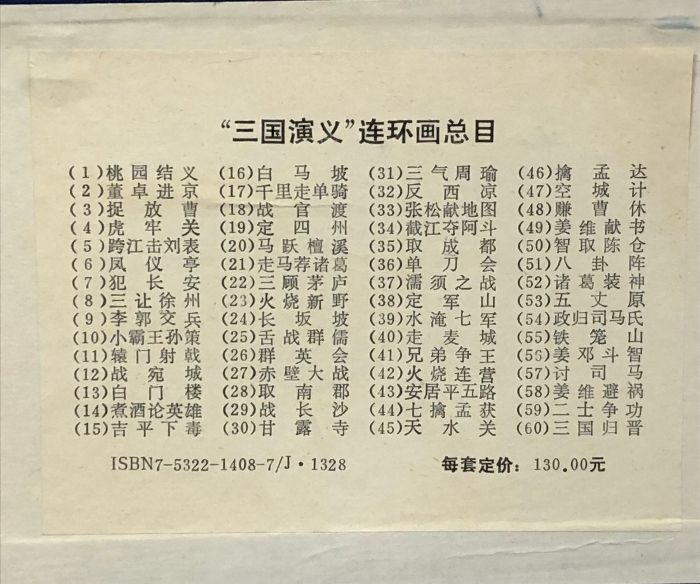 “三国演义”连环画总目
(1)桃园结义 (16)白马坡 (31)三气周瑜 (46)擒孟达
(2)董卓进京 (17)千里走单骑 (32)反西凉 (47)空城计
(3)捉放曹 (18)战官渡 (33)张松献地图 (48)赚曹休
(4)虎牢关 (19)定四州 (34)截江夺阿斗 (49)姜维献书
(5)跨江击刘表 (20)马跃檀溪 (35)取成都 (50)智取陈仓
(6)凤仪亭 (21)走马荐诸葛 (36)单刀会 (51)八卦阵
(7)犯长安 (22)三顾茅庐 (37)濡须之战 (52)诸葛装神
(8)三让徐州 (23)火烧新野 (38)定军山 (53)五丈原
(9)李郭交兵 (24)长坂坡 (39)水淹七军 (54)政归司马氏
(10)小霸王孙策 (25)舌战群儒 (40)走麦城 (55)铁笼山
(11)辕门射戟 (26)群英会 (41)兄弟争王 (56)姜邓斗智
(12)战宛城 (27)赤壁大战 (42)火烧连营 (57)讨司马
(13)白门楼 (28)取南郡 (43)安居平五路 (58)姜维避祸
(14)煮酒论英雄 (29)战长沙 (44)七擒孟获 (59)二士争功
(15)吉平下毒 (30)甘露寺 (45)天水关 (60)三国归晋
ISBN7-5322-1408-7/J·1328 每套定价：130.00元